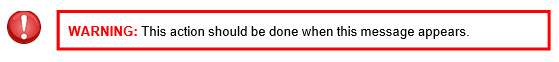 WARNING: This action should be done when this message appears.